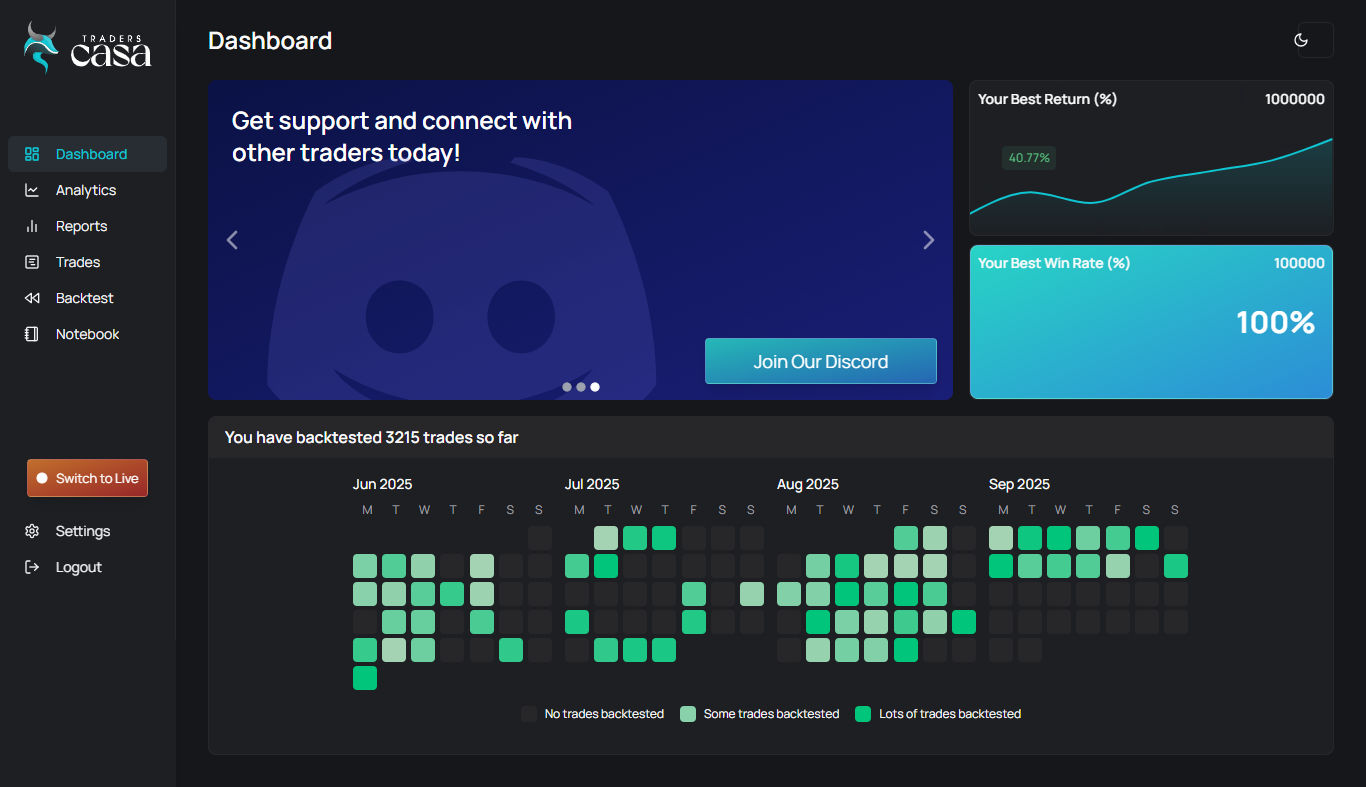 TRADERS
casa
Dashboard
Dashboard
Analytics
Reports
Trades
Backtest
Notebook
Switch to Live
Settings
Logout
Get support and connect with
other traders today!
Join Our Discord
Your Best Return (%) 1000000
40.77%
Your Best Win Rate (%) 100000
100%
You have backtested 3215 trades so far
Jun 2025 Jul 2025 Aug 2025 Sep 2025
M T W T F S S M T W T F S S M T W T F S S M T W T F S S
No trades backtested Some trades backtested Lots of trades backtested